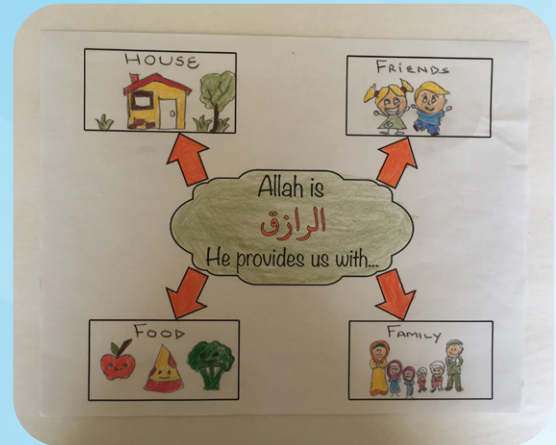 HOUSE
FRIENDS
Allah is
الرازق
He provides us with...
FOOD
FAMILY